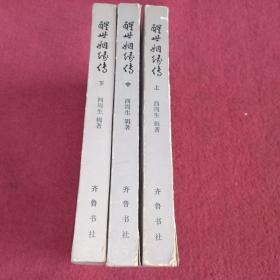 醒世姻缘传
上
西周生 辑著
齐鲁书社
醒世姻缘传
中
西周生 辑著
齐鲁书社
醒世姻缘传
下
西周生 辑著
齐鲁书社